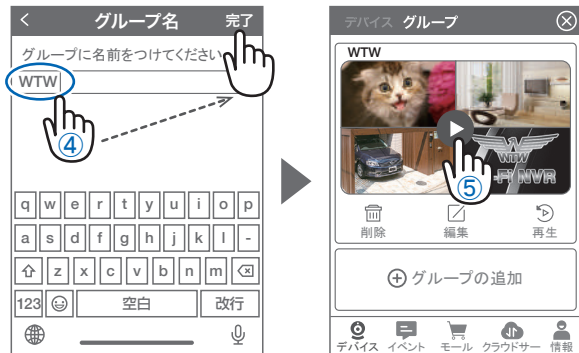 グループ名 完了
グループに名前をつけてください
WTW
④
q w e r t y u i o p
a s d f g h j k l -
z x c v b n m
123 空白 改行
デバイス グループ
WTW
WTW
-Fi NVR
⑤
削除 編集 再生
グループの追加
デバイス イベント モール クラウドサー 情報